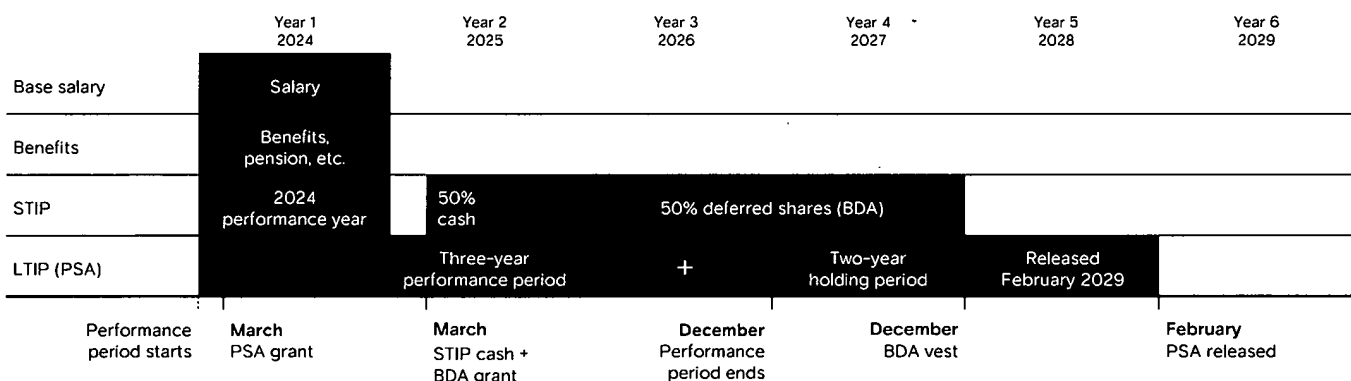 Year 1
2024
Year 2
2025
Year 3
2026
Year 4
2027
Year 5
2028
Year 6
2029
Base salary
Salary
Benefits
Benefits,
pension, etc.
STIP
2024
performance year
50%
cash
50% deferred shares (BDA)
LTIP (PSA)
Three-year
performance period
+
Two-year
holding period
Released
February 2029
Performance
period starts
March
PSA grant
March
STIP cash +
BDA grant
December
Performance
period ends
December
BDA vest
February
PSA released